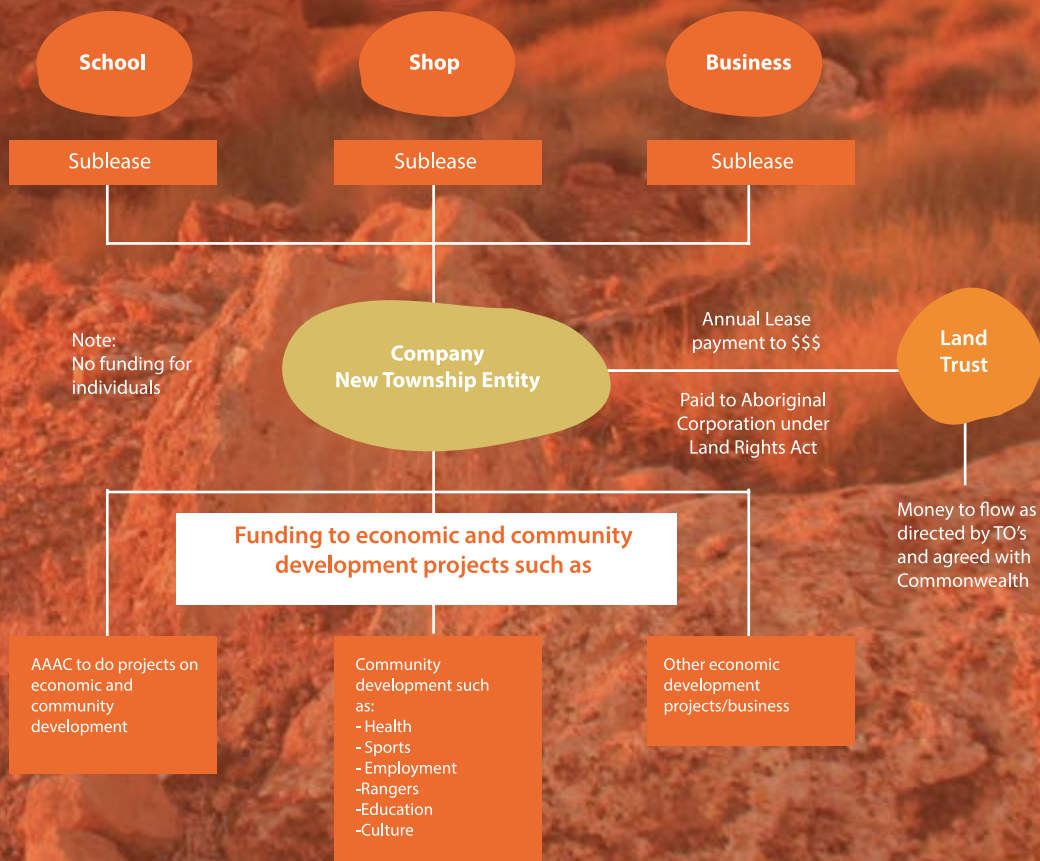 School
Shop
Business
Sublease
Sublease
Sublease
Note:
No funding for
individuals
Company
New Township Entity
Annual Lease
payment to $$$
Paid to Aboriginal
Corporation under
Land Rights Act
Land
Trust
Money to flow as
directed by TO's
and agreed with
Commonwealth
Funding to economic and community
development projects such as
AAAC to do projects on
economic and
community
development
Community
development such
as:
- Health
- Sports
- Employment
-Rangers
-Education
-Culture
Other economic
development
projects/business